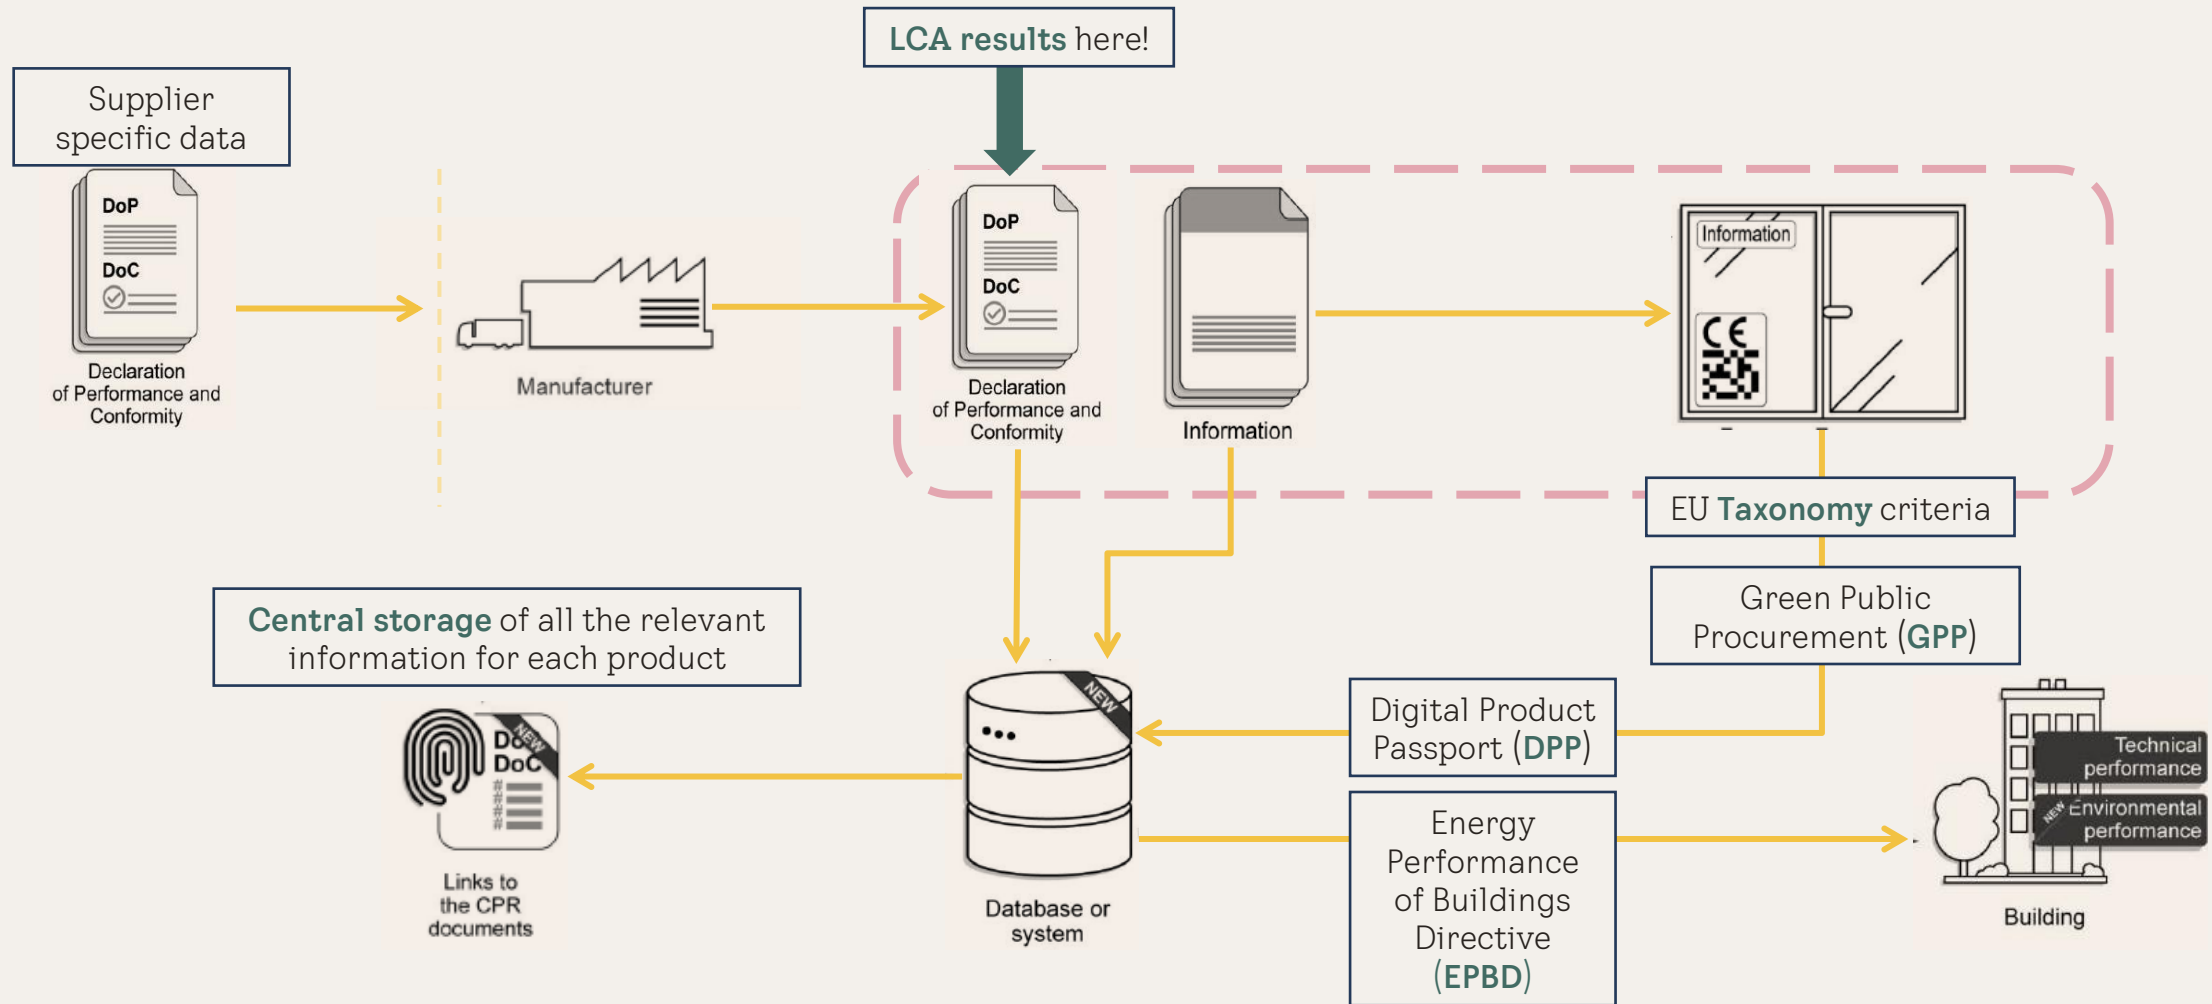 LCA results here!
Supplier
specific data
DoP
DoC
Declaration
of Performance and
Conformity
Manufacturer
DoP
DoC
Declaration
of Performance and
Conformity
Information
Information
CE
EU Taxonomy criteria
Green Public
Procurement (GPP)
Central storage of all the relevant
information for each product
NEW
DoC
Links to
the CPR
documents
NEW
Database or
system
Digital Product
Passport (DPP)
Energy
Performance
of Buildings
Directive
(EPBD)
Technical
performance
NEW
Environmental
performance
Building